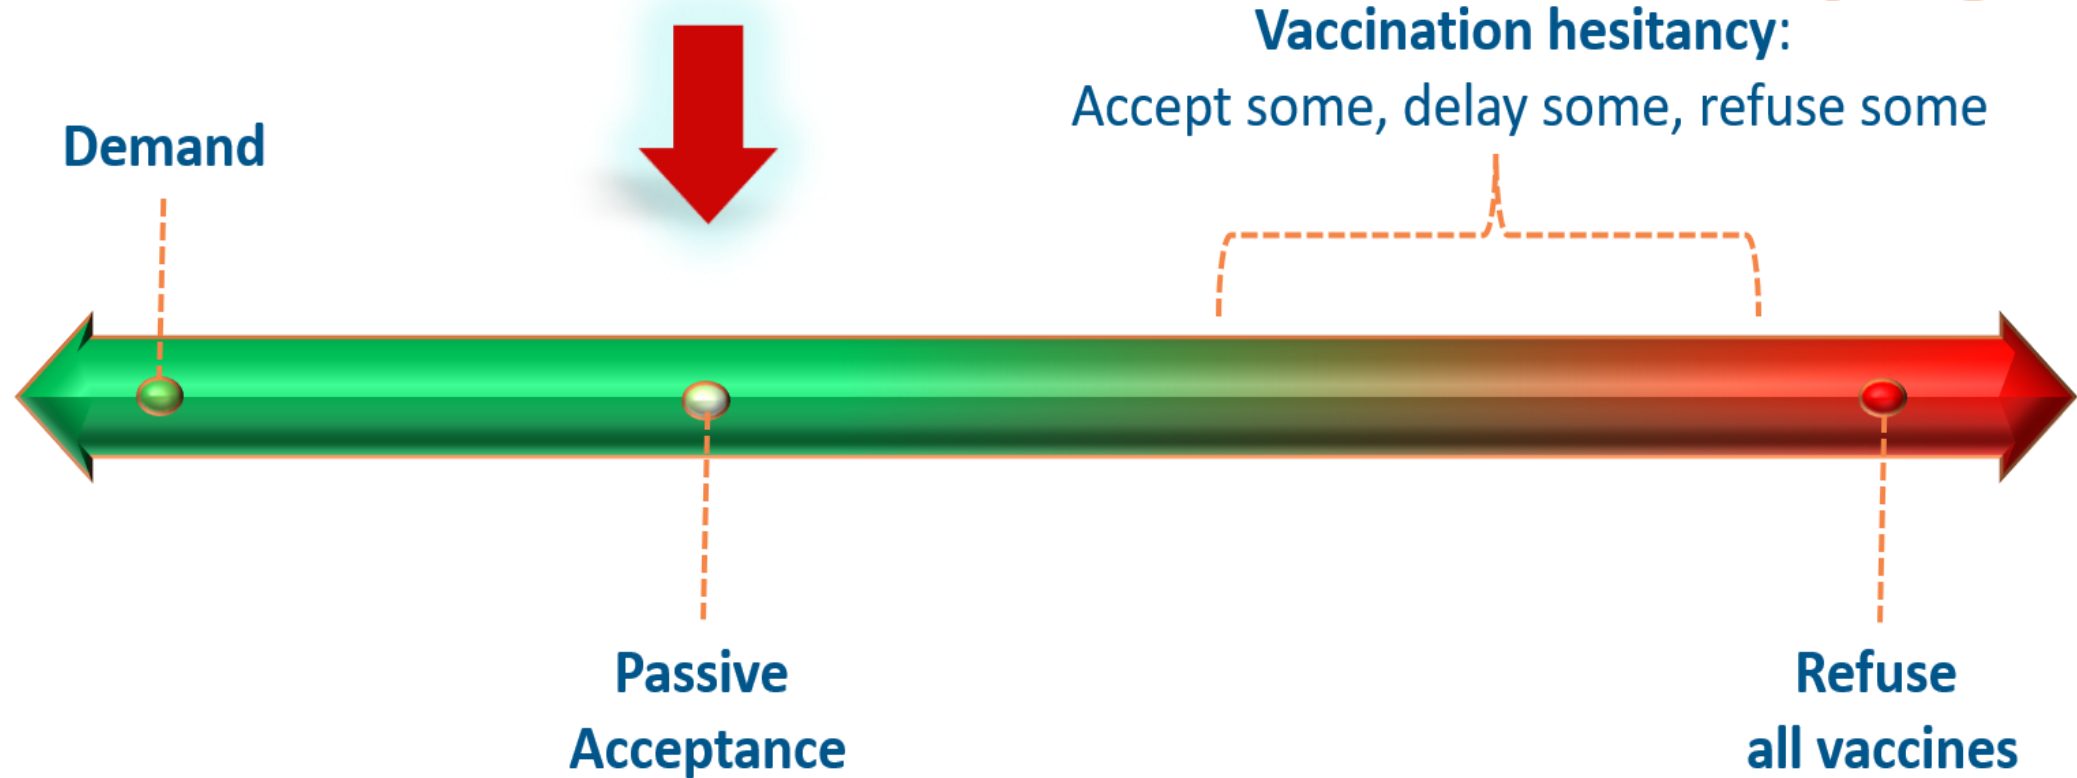 Vaccination hesitancy:
Accept some, delay some, refuse some
Demand
Passive
Acceptance
Refuse
all vaccines